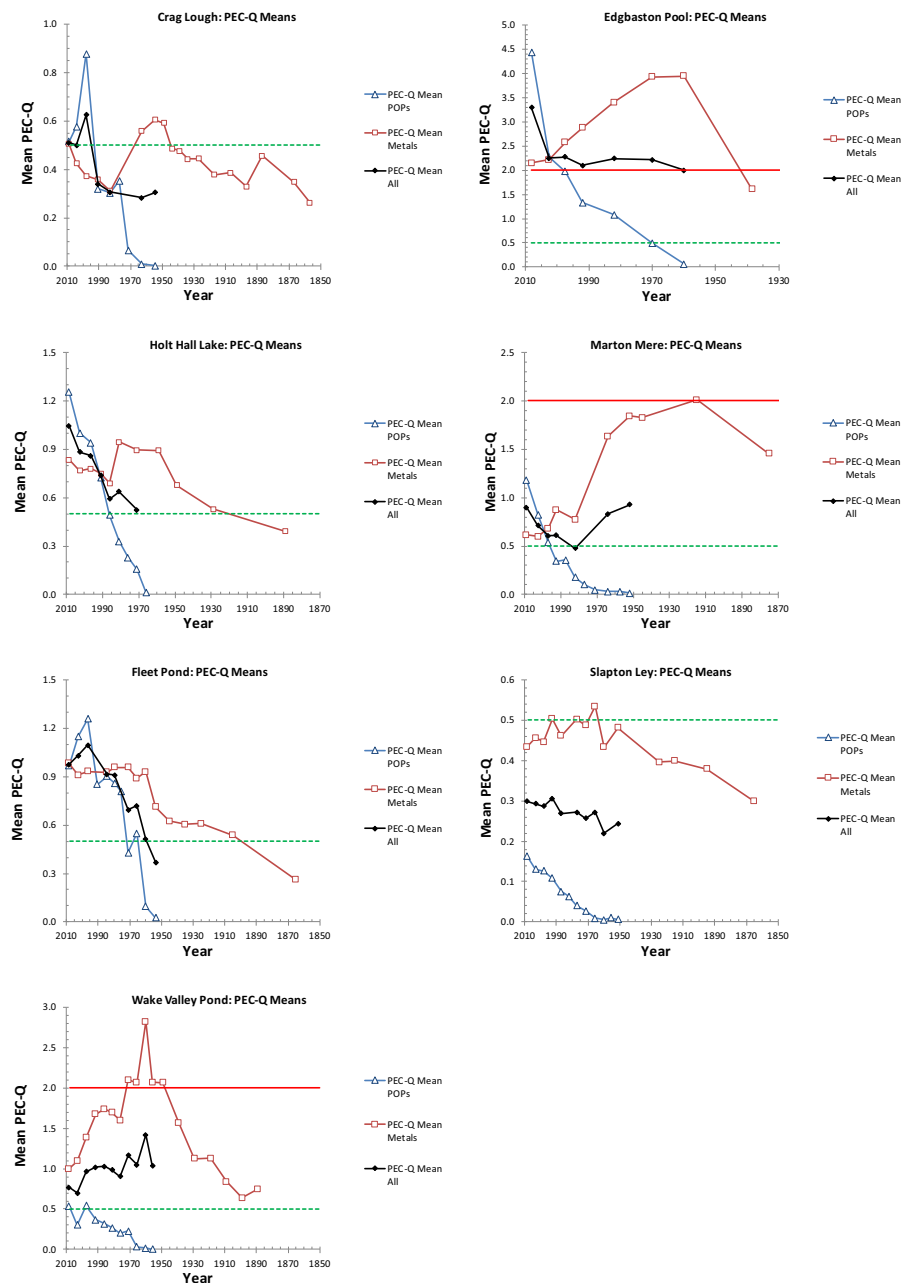 Crag Lough: PEC-Q Means
1.0
0.8
0.6
0.4
0.2
0.0
Mean PEC-Q
2010 1990 1970 1950 1930 1910 1890 1870 1850
Year
PEC-Q Mean
POPs
PEC-Q Mean
Metals
PEC-Q Mean
All
Edgbaston Pool: PEC-Q Means
5.0
4.5
4.0
3.5
3.0
2.5
2.0
1.5
1.0
0.5
0.0
Mean PEC-Q
2010 1990 1970 1950 1930
Year
PEC-Q Mean
POPs
PEC-Q Mean
Metals
PEC-Q Mean
All
Holt Hall Lake: PEC-Q Means
1.5
1.2
0.9
0.6
0.3
0.0
Mean PEC-Q
2010 1990 1970 1950 1930 1910 1890 1870
Year
PEC-Q Mean
POPs
PEC-Q Mean
Metals
PEC-Q Mean
All
Marton Mere: PEC-Q Means
2.5
2.0
1.5
1.0
0.5
0.0
Mean PEC-Q
2010 1990 1970 1950 1930 1910 1890 1870
Year
PEC-Q Mean
POPs
PEC-Q Mean
Metals
PEC-Q Mean
All
Fleet Pond: PEC-Q Means
1.5
1.2
0.9
0.6
0.3
0.0
Mean PEC-Q
2010 1990 1970 1950 1930 1910 1890 1870 1850
Year
PEC-Q Mean
POPs
PEC-Q Mean
Metals
PEC-Q Mean
All
Slapton Ley: PEC-Q Means
0.6
0.5
0.4
0.3
0.2
0.1
0.0
Mean PEC-Q
2010 1990 1970 1950 1930 1910 1890 1870 1850
Year
PEC-Q Mean
POPs
PEC-Q Mean
Metals
PEC-Q Mean
All
Wake Valley Pond: PEC-Q Means
3.0
2.5
2.0
1.5
1.0
0.5
0.0
Mean PEC-Q
2010 1990 1970 1950 1930 1910 1890 1870 1850
Year
PEC-Q Mean
POPs
PEC-Q Mean
Metals
PEC-Q Mean
All